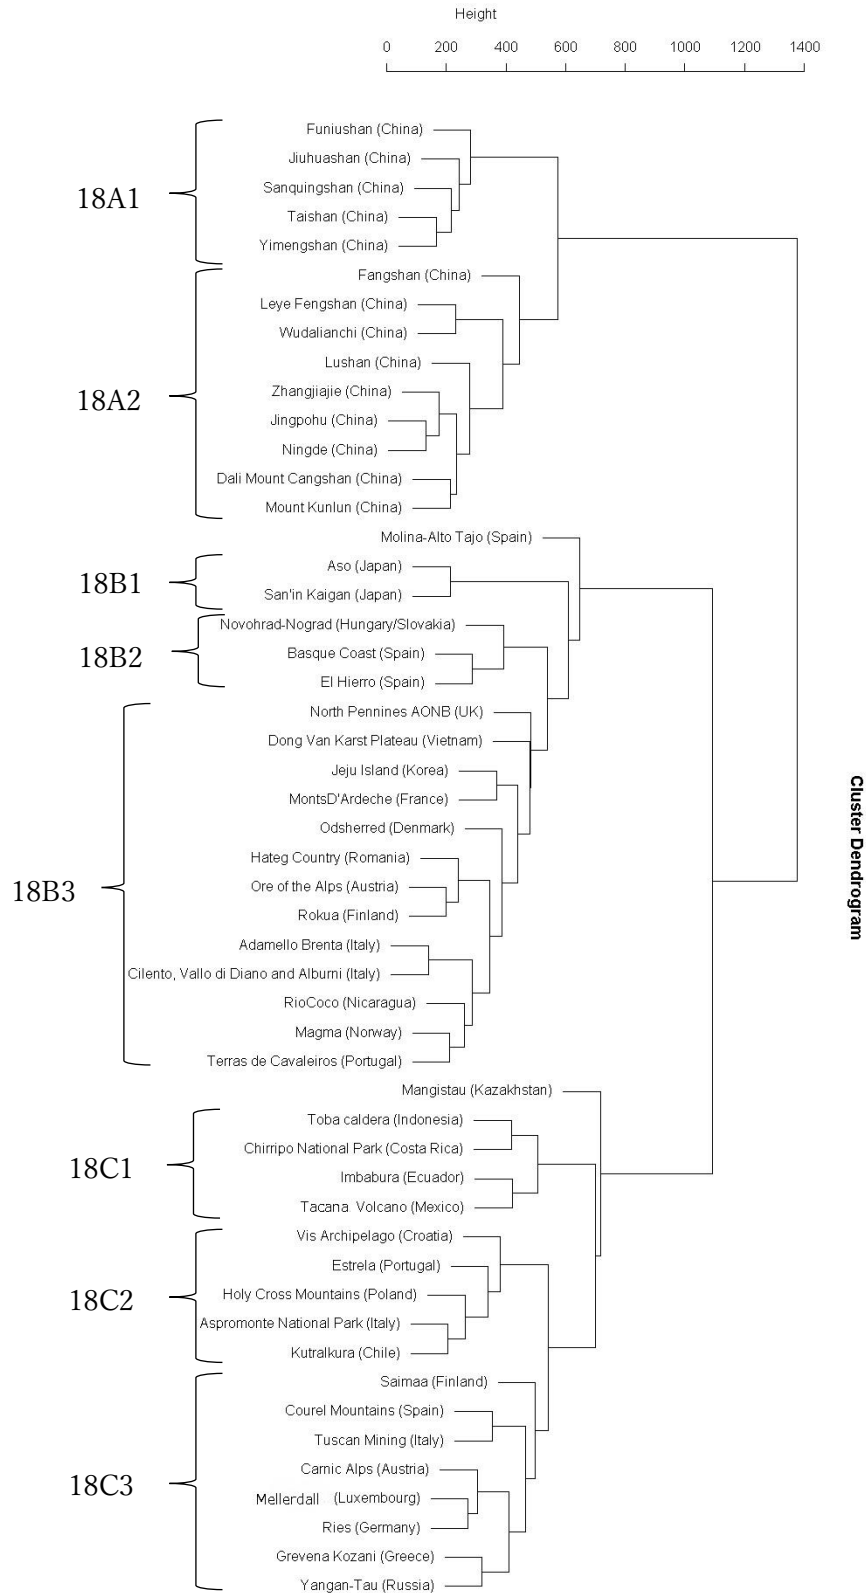 Height
0 200 400 600 800 1000 1200 1400
18A1
Funiushan (China)
Jiuhuashan (China)
Sanquingshan (China)
Taishan (China)
Yimengshan (China)
18A2
Fangshan (China)
Leye Fengshan (China)
Wudalianchi (China)
Lushan (China)
Zhangjiajie (China)
Jingpohu (China)
Ningde (China)
Dali Mount Cangshan (China)
Mount Kunlun (China)
Molina-Alto Tajo (Spain)
18B1
Aso (Japan)
San'in Kaigan (Japan)
18B2
Novohrad-Nograd (Hungary/Slovakia)
Basque Coast (Spain)
El Hierro (Spain)
18B3
North Pennines AONB (UK)
Dong Van Karst Plateau (Vietnam)
Jeju Island (Korea)
MontsD'Ardeche (France)
Odsherred (Denmark)
Hateg Country (Romania)
Ore of the Alps (Austria)
Rokua (Finland)
Adamello Brenta (Italy)
Cilento, Vallo di Diano and Alburni (Italy)
RioCoco (Nicaragua)
Magma (Norway)
Terras de Cavaleiros (Portugal)
Mangistau (Kazakhstan)
18C1
Toba caldera (Indonesia)
Chirripo National Park (Costa Rica)
Imbabura (Ecuador)
Tacana Volcano (Mexico)
18C2
Vis Archipelago (Croatia)
Estrela (Portugal)
Holy Cross Mountains (Poland)
Aspromonte National Park (Italy)
Kutralkura (Chile)
18C3
Saimaa (Finland)
Courel Mountains (Spain)
Tuscan Mining (Italy)
Carnic Alps (Austria)
Mellerdall (Luxembourg)
Ries (Germany)
Grevena Kozani (Greece)
Yangan-Tau (Russia)
Cluster Dendrogram